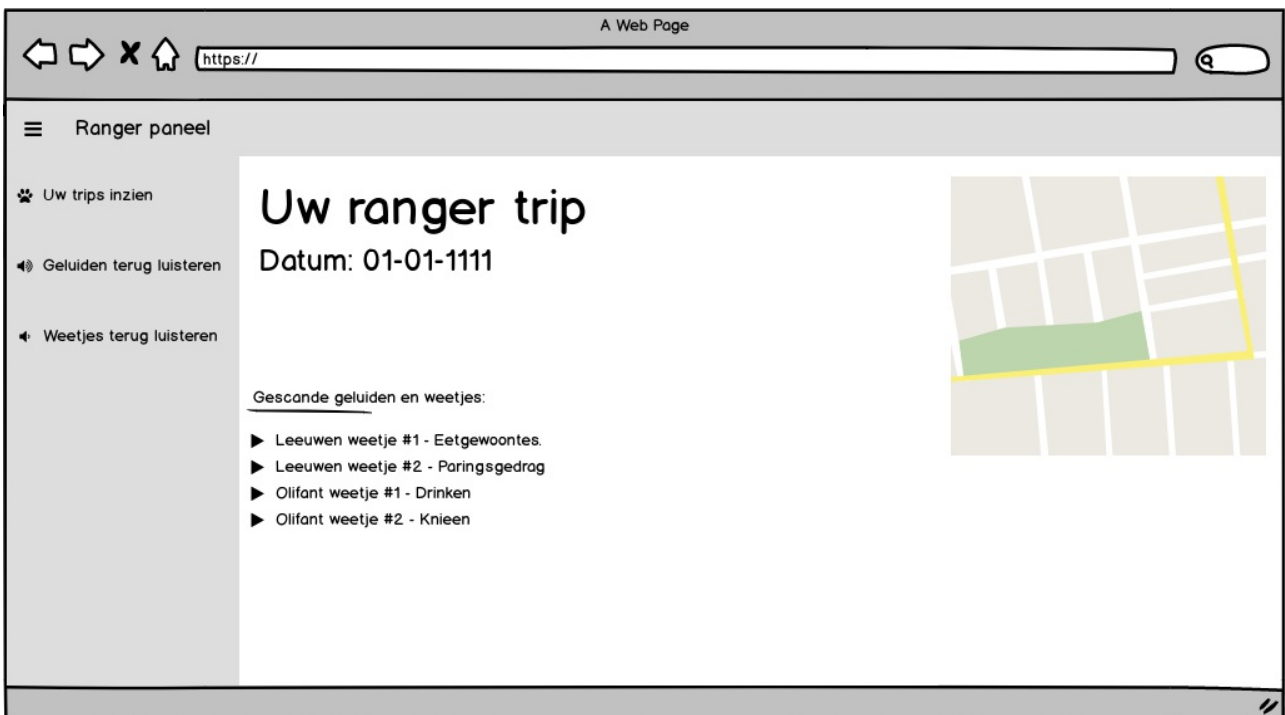 A Web Page
https://
Ranger paneel
Uw trips inzien
Geluiden terug luisteren
Weetjes terug luisteren
Uw ranger trip
Datum: 01-01-1111
Gescande geluiden en weetjes:
Leeuwen weetje #1 - Eetgewoontes.
Leeuwen weetje #2 - Paringsgedrag
Olifant weetje #1 - Drinken
Olifant weetje #2 - Knieen